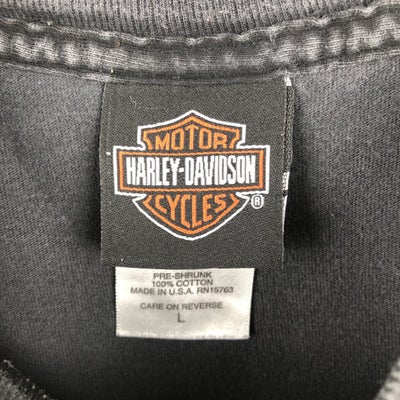 MOTOR
HARLEY-DAVIDSON
CYCLES ®
PRE-SHRUNK
100% COTTON
MADE IN U.S.A. RN15763
CARE ON REVERSE
L